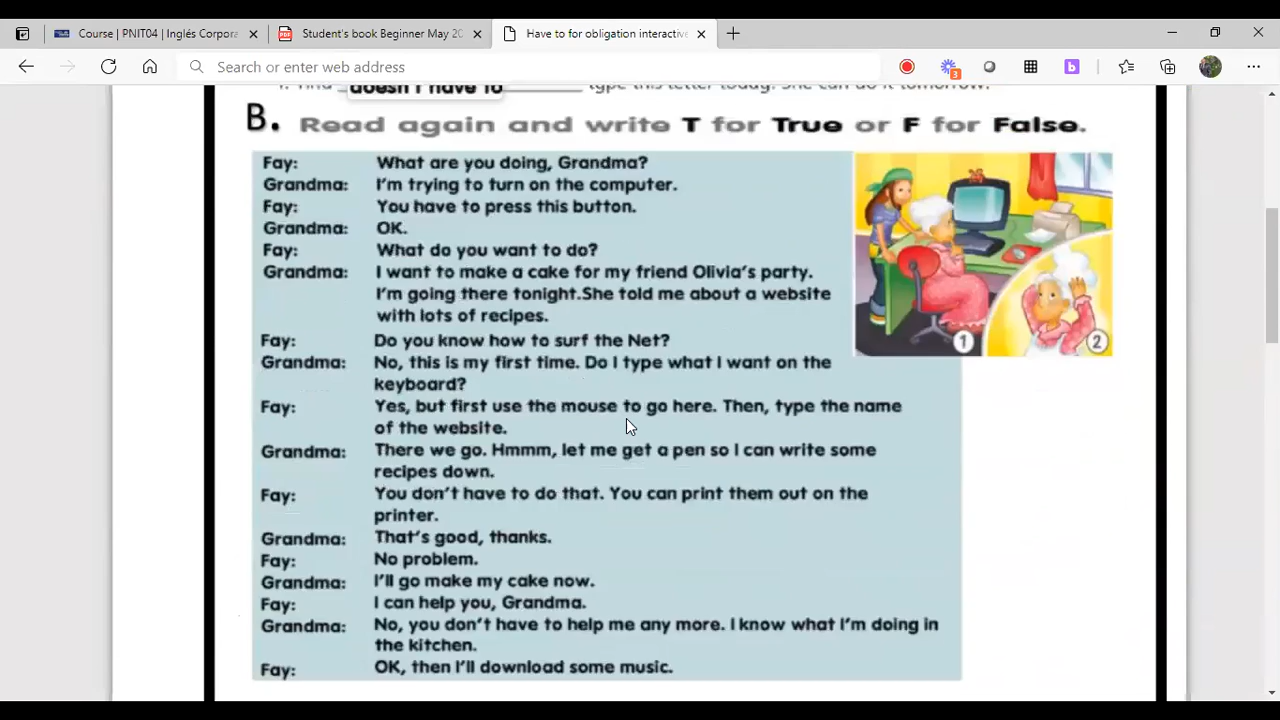 Course | PNIT04 | Inglés Corpora
Student's book Beginner May 20
Have to for obligation interactive
Search or enter web address
3
doesn't have to type this letter today. She can do it tomorrow.
B. Read again and write T for True or F for False.
Fay: What are you doing, Grandma?
Grandma: I'm trying to turn on the computer.
Fay: You have to press this button.
Grandma: OK.
Fay: What do you want to do?
Grandma: I want to make a cake for my friend Olivia's party.
I'm going there tonight.She told me about a website
with lots of recipes.
Fay: Do you know how to surf the Net?
Grandma: No, this is my first time. Do I type what I want on the
keyboard?
Fay: Yes, but first use the mouse to go here. Then, type the name
of the website.
Grandma: There we go. Hmmm, let me get a pen so I can write some
recipes down.
Fay: You don't have to do that. You can print them out on the
printer.
Grandma: That's good, thanks.
Fay: No problem.
Grandma: I'll go make my cake now.
Fay: I can help you, Grandma.
Grandma: No, you don't have to help me any more. I know what I'm doing in
the kitchen.
Fay: OK, then I'll download some music.
1
2